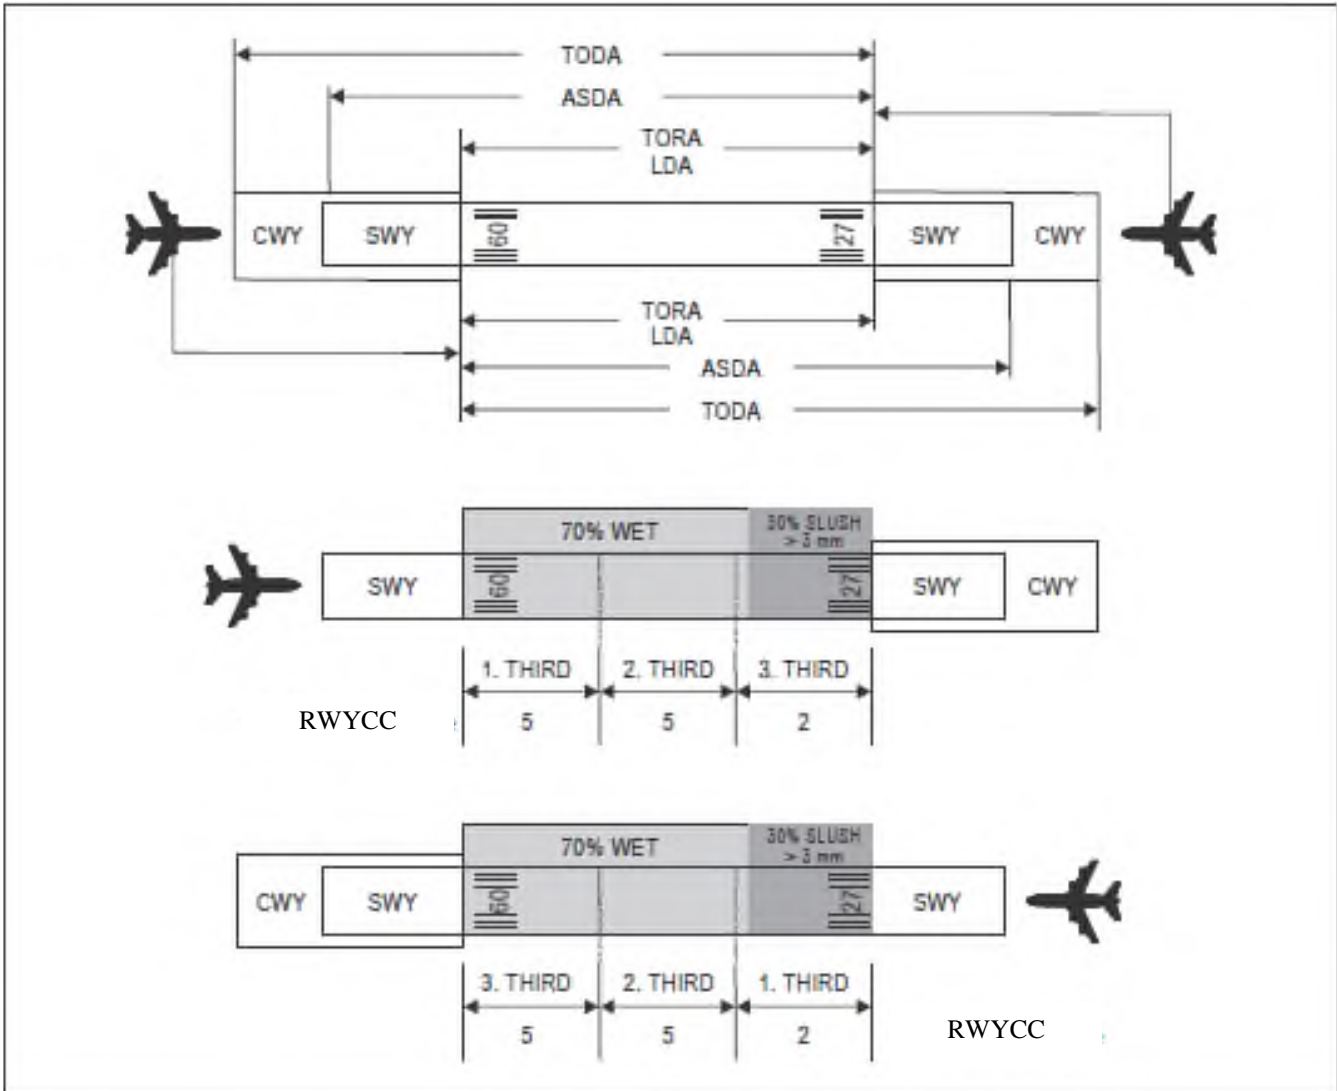 TODA
ASDA
TORA
LDA
CWY SWY 09 27 SWY CWY
TORA
LDA
ASDA
TODA
70% WET 30% SLUSH
> 3 mm
SWY 09 27 SWY CWY
1. THIRD 2. THIRD 3. THIRD
RWYCC 5 5 2
70% WET 30% SLUSH
> 3 mm
CWY SWY 09 27 SWY
3. THIRD 2. THIRD 1. THIRD
5 5 2 RWYCC